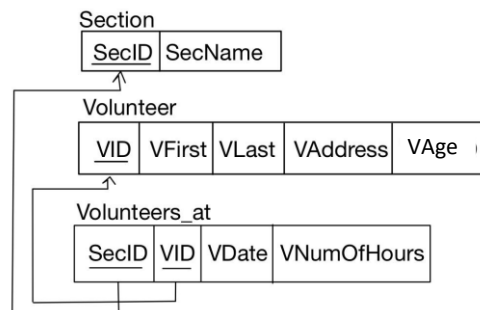 Section
SecID SecName
Volunteer
VID VFirst VLast VAddress VAge
Volunteers_at
SecID VID VDate VNumOfHours